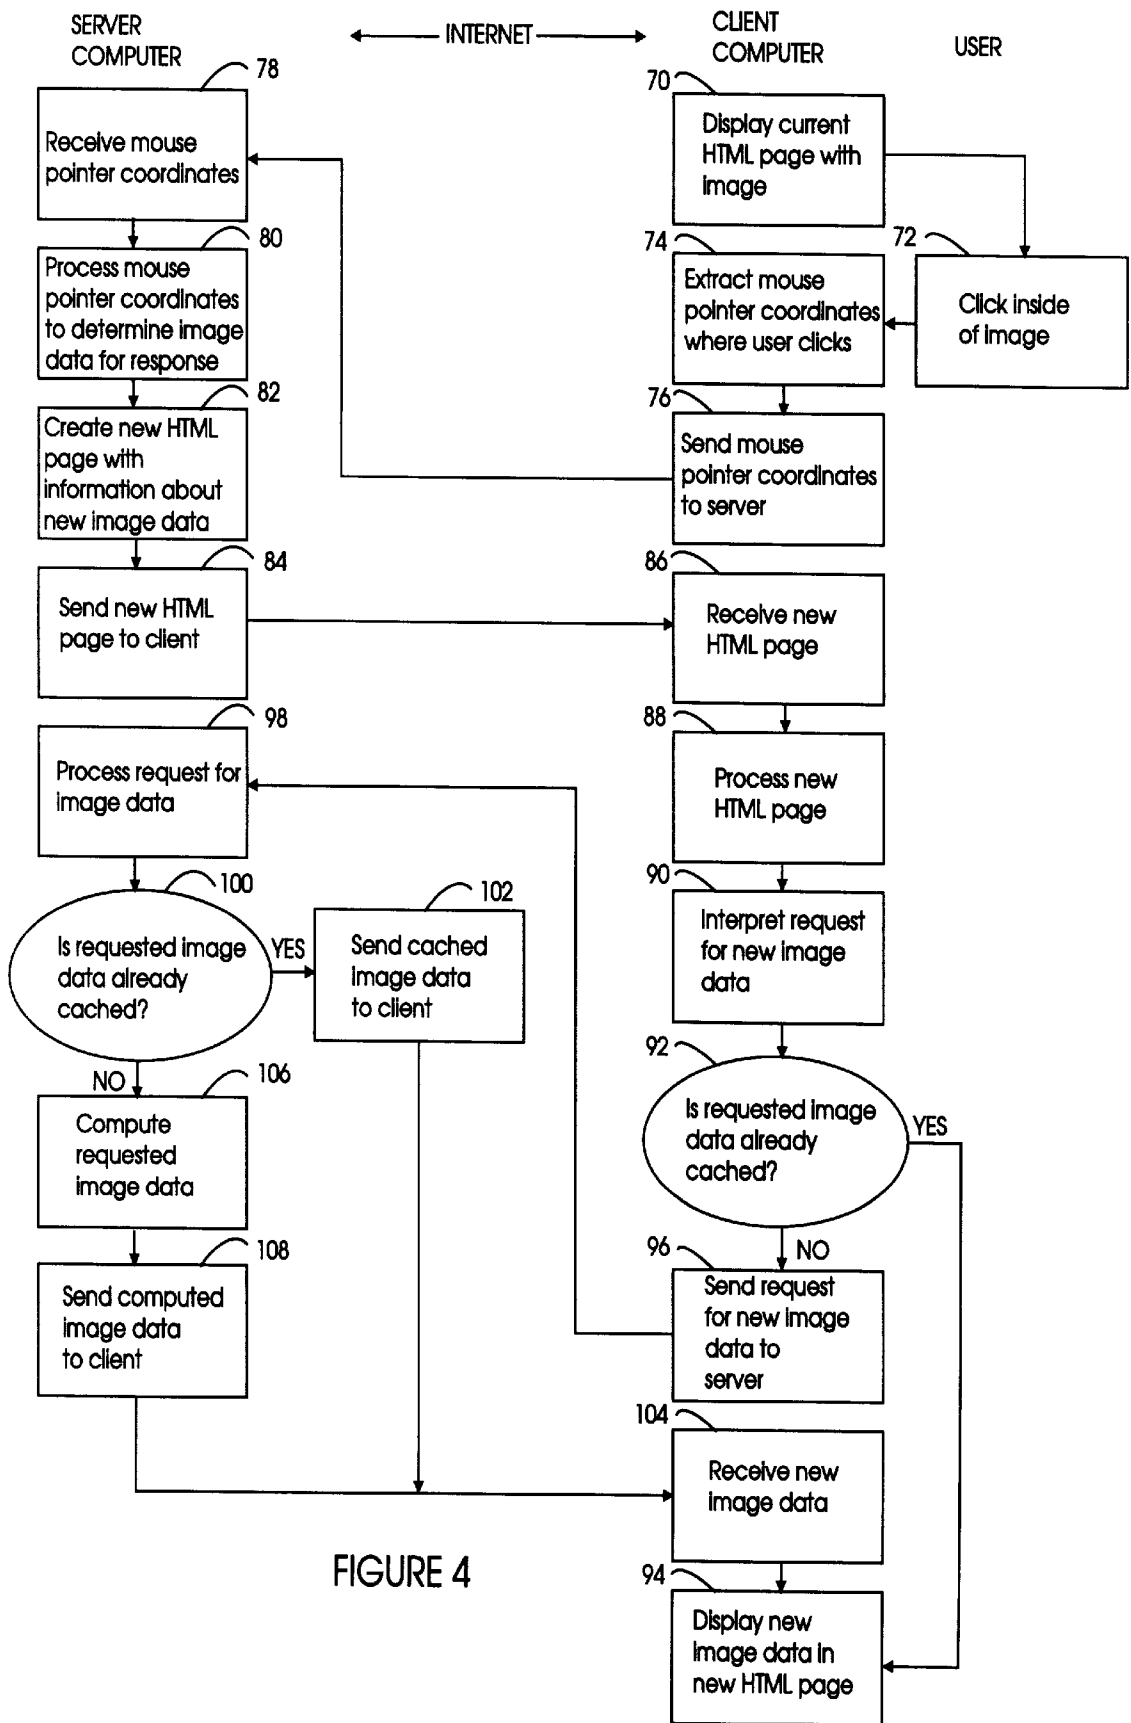 SERVER
COMPUTER
INTERNET
CLIENT
COMPUTER
USER
78
Receive mouse
pointer coordinates
70
Display current
HTML page with
image
80
Process mouse
pointer coordinates
to determine image
data for response
74
Extract mouse
pointer coordinates
where user clicks
72
Click inside
of image
82
Create new HTML
page with
information about
new image data
76
Send mouse
pointer coordinates
to server
84
Send new HTML
page to client
86
Receive new
HTML page
98
Process request for
image data
88
Process new
HTML page
100
Is requested image
data already
cached?
YES
102
Send cached
image data
to client
90
Interpret request
for new image
data
NO
106
Compute
requested
image data
92
Is requested image
data already
cached?
YES
108
Send computed
image data
to client
NO
96
Send request
for new image
data to
server
104
Receive new
image data
FIGURE 4
94
Display new
image data in
new HTML page